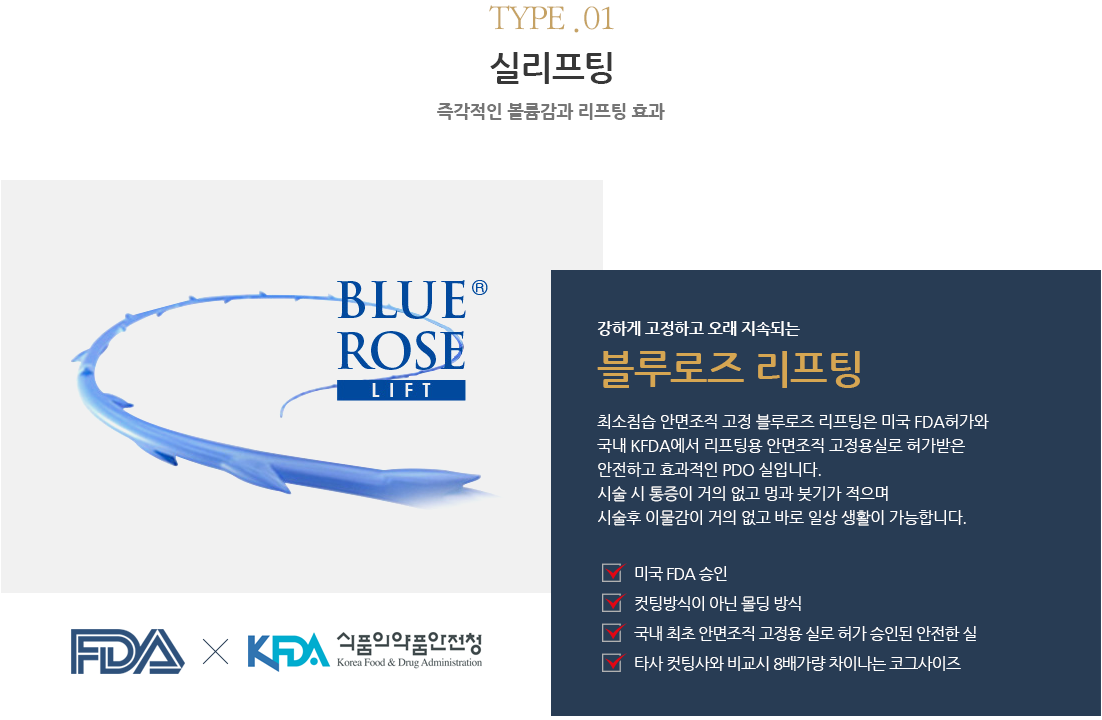 TYPE .01
실리프팅
즉각적인 볼륨감과 리프팅 효과
BLUE®
ROSE
LIFT
강하게 고정하고 오래 지속되는
블루로즈 리프팅
최소침습 안면조직 고정 블루로즈 리프팅은 미국 FDA허가와
국내 KFDA에서 리프팅용 안면조직 고정용실로 허가받은
안전하고 효과적인 PDO 실입니다.
시술 시 통증이 거의 없고 멍과 붓기가 적으며
시술후 이물감이 거의 없고 바로 일상 생활이 가능합니다.
미국 FDA 승인
컷팅방식이 아닌 몰딩 방식
국내 최초 안면조직 고정용 실로 허가 승인된 안전한 실
타사 컷팅사와 비교시 8배가량 차이나는 코그사이즈
FDA
KFDA 식품의약품안전청
Korea Food & Drug Administration